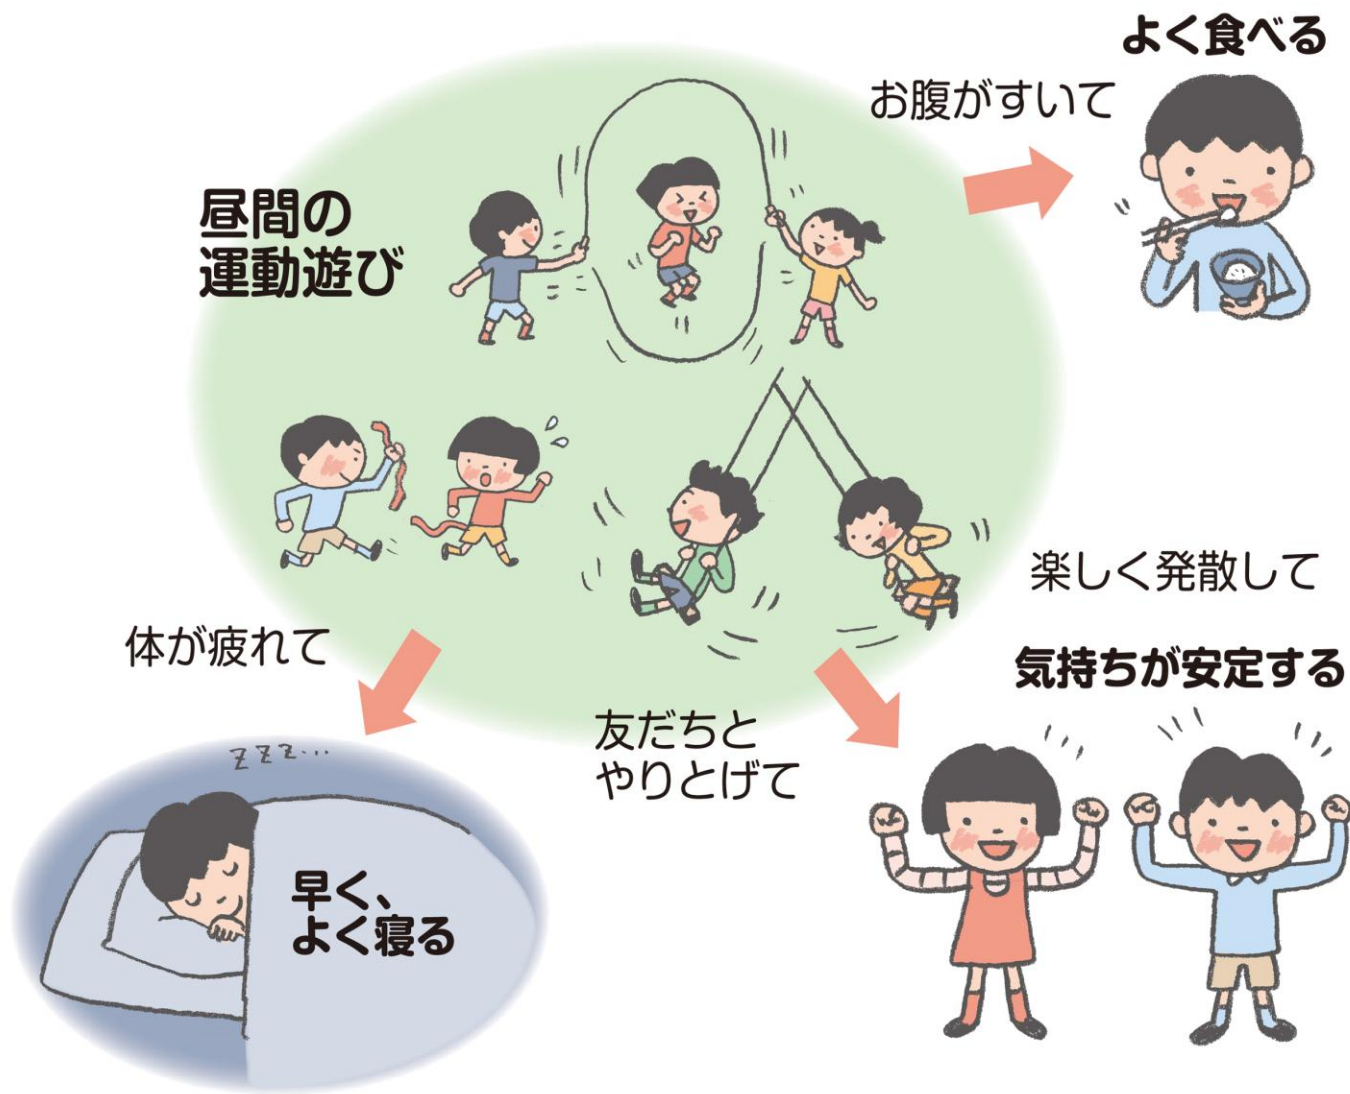 よく食べる
お腹がすいて
昼間の
運動遊び
楽しく発散して
体が疲れて
気持ちが安定する
友だちと
やりとげて
zzz...
早く、
よく寝る